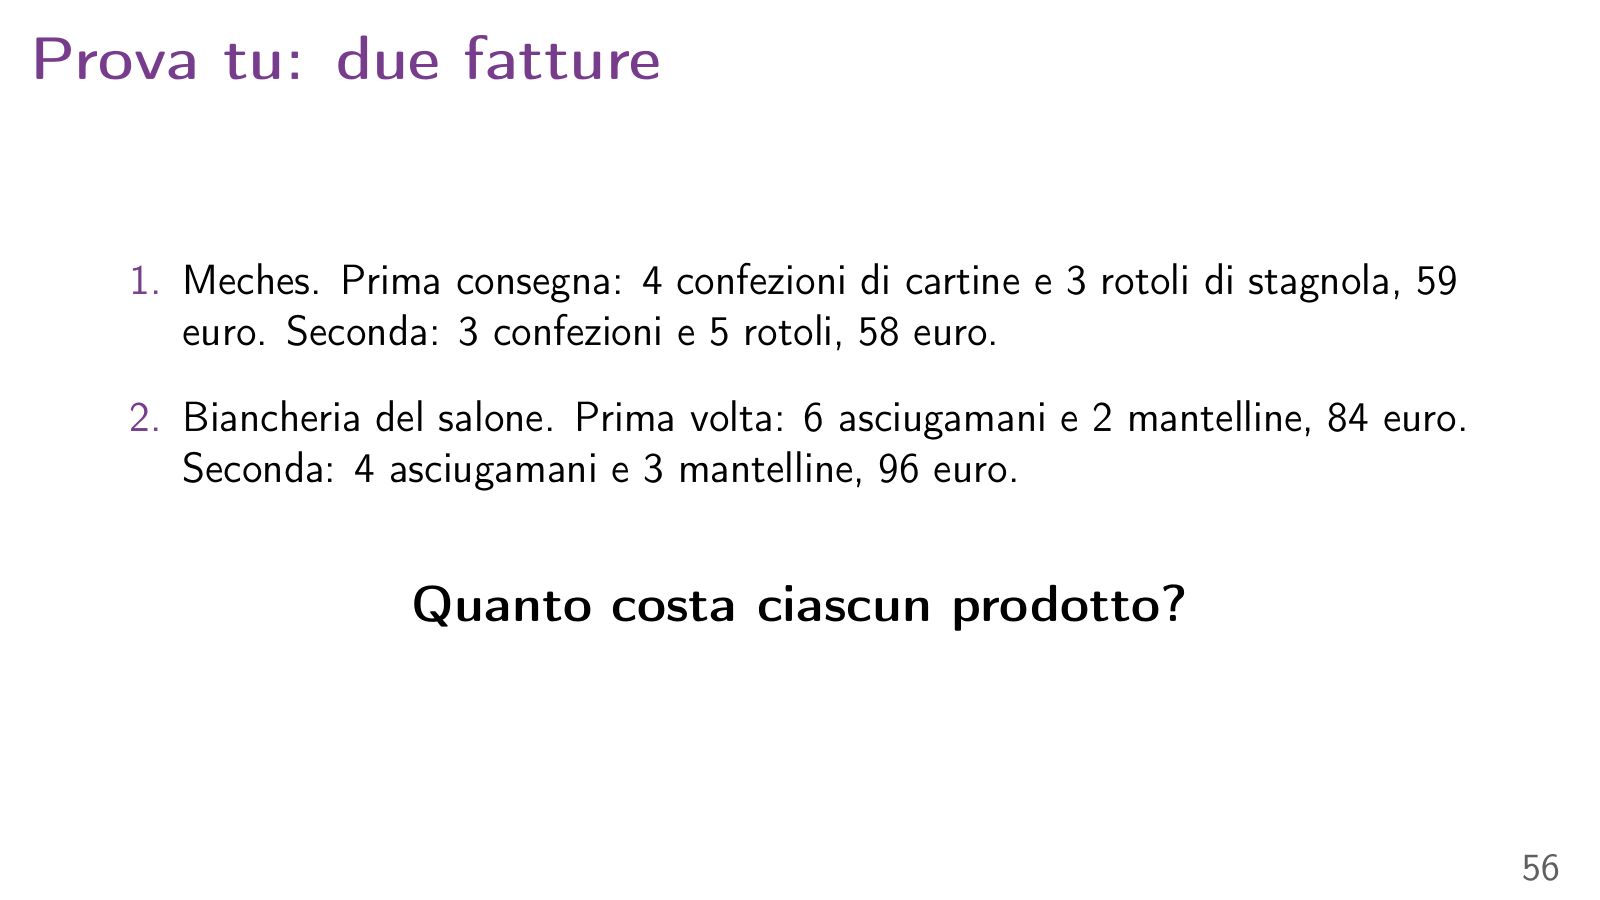 Prova tu: due fatture
1. Meches. Prima consegna: 4 confezioni di cartine e 3 rotoli di stagnola, 59
euro. Seconda: 3 confezioni e 5 rotoli, 58 euro.
2. Biancheria del salone. Prima volta: 6 asciugamani e 2 mantelline, 84 euro.
Seconda: 4 asciugamani e 3 mantelline, 96 euro.
Quanto costa ciascun prodotto?
56